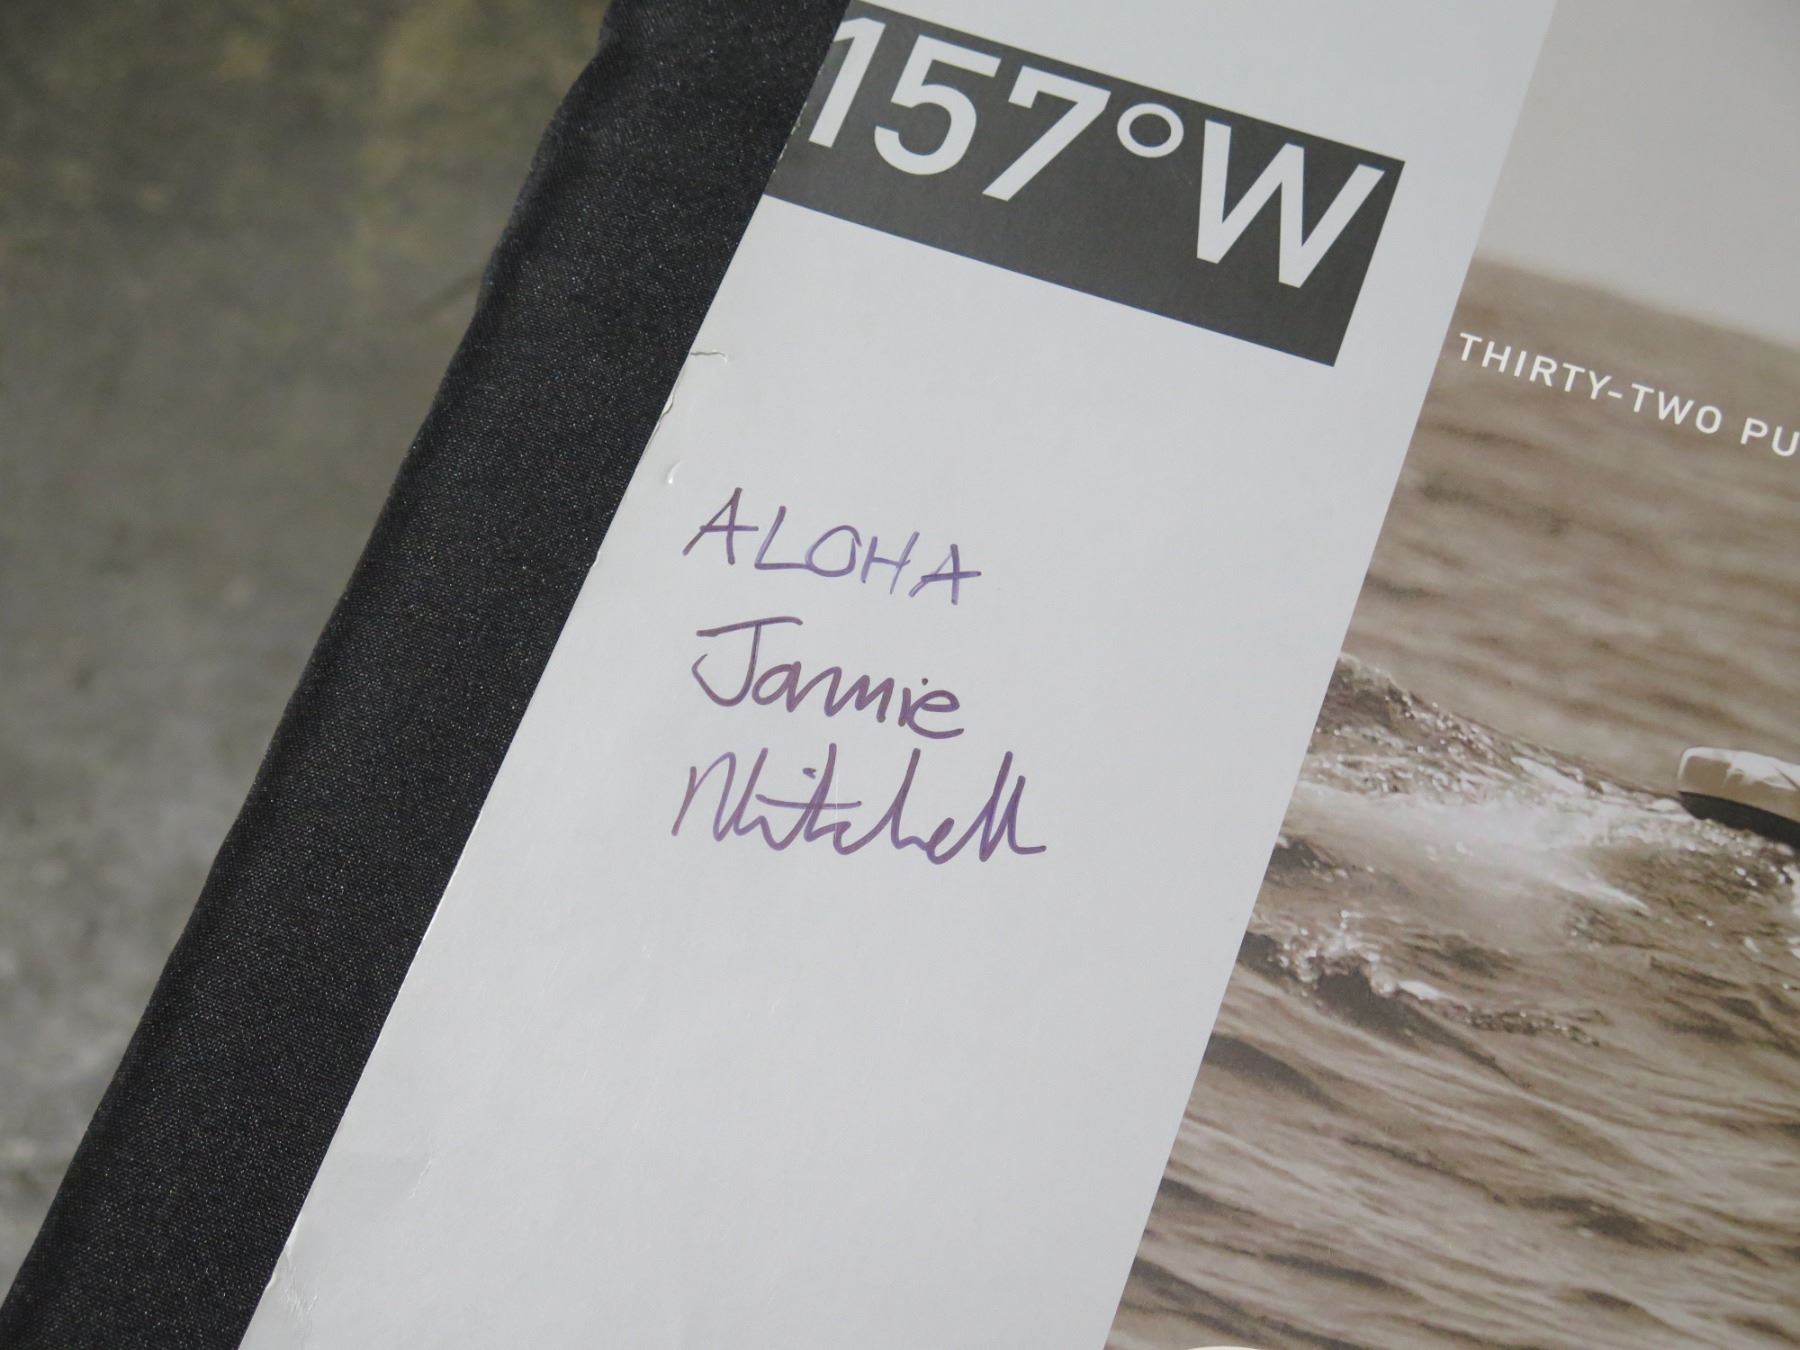 157°W
THIRTY-TWO PU
ALOHA
Jamie
Mitchell